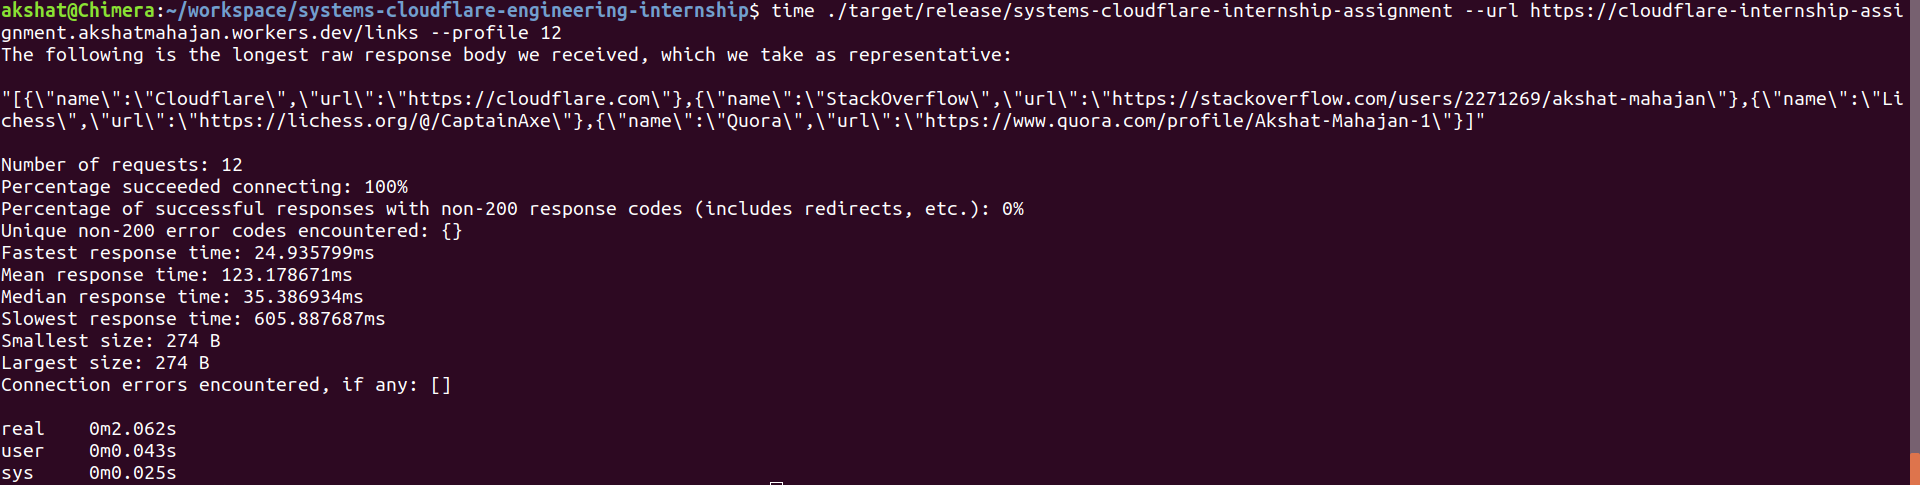 akshat@Chimera:~/workspace/systems-cloudflare-engineering-internship$ time ./target/release/systems-cloudflare-internship-assignment --url https://cloudflare-internship-assi
gnment.akshatmahajan.workers.dev/links --profile 12
The following is the longest raw response body we received, which we take as representative:
"[{\"name\":\"Cloudflare\",\"url\":\"https://cloudflare.com\"},{\"name\":\"StackOverflow\",\"url\":\"https://stackoverflow.com/users/2271269/akshat-mahajan\"},{\"name\":\"Li
chess\",\"url\":\"https://lichess.org/@/CaptainAxe\"},{\"name\":\"Quora\",\"url\":\"https://www.quora.com/profile/Akshat-Mahajan-1\"}]"
Number of requests: 12
Percentage succeeded connecting: 100%
Percentage of successful responses with non-200 response codes (includes redirects, etc.): 0%
Unique non-200 error codes encountered: {}
Fastest response time: 24.935799ms
Mean response time: 123.178671ms
Median response time: 35.386934ms
Slowest response time: 605.887687ms
Smallest size: 274 B
Largest size: 274 B
Connection errors encountered, if any: []
real    0m2.062s
user    0m0.043s
sys     0m0.025s